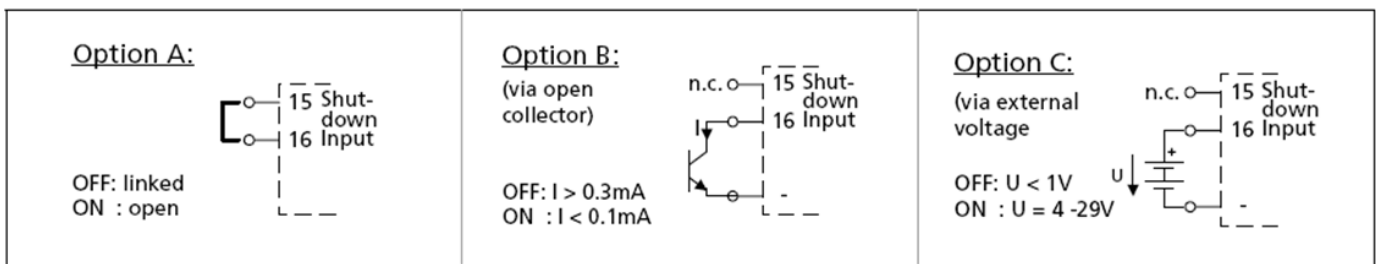 Option A:
15 Shut-
down
16 Input
OFF: linked
ON : open
Option B:
(via open
collector)
n.c. 15 Shut-
down
I 16 Input
OFF: I > 0.3mA
ON : I < 0.1mA
-
Option C:
(via external
voltage
n.c. 15 Shut-
down
16 Input
+
U
OFF: U < 1V
ON : U = 4 -29V
-